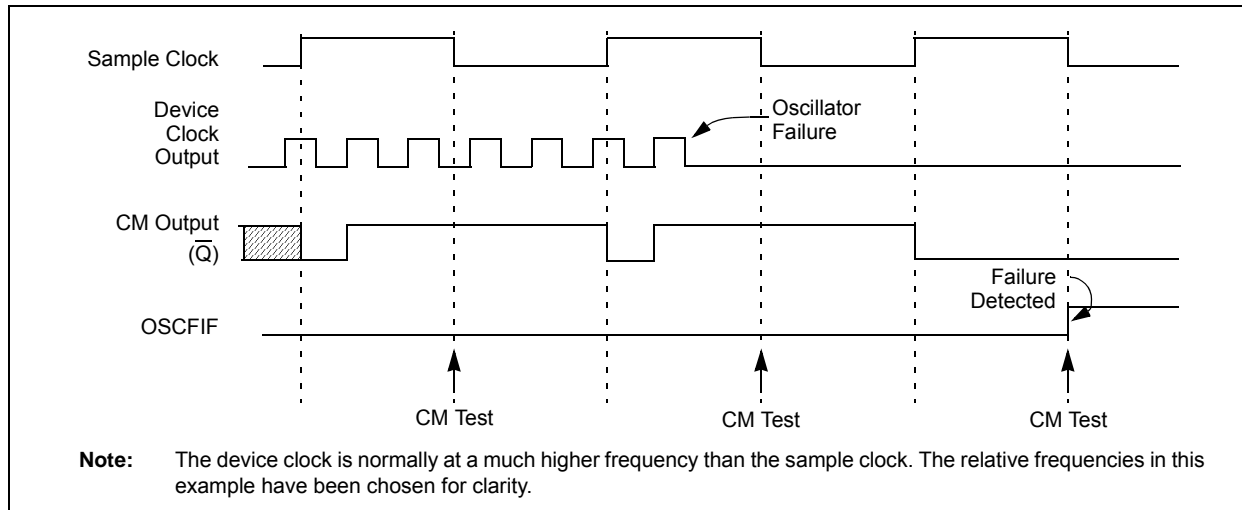 Sample Clock
Device
Clock
Output
Oscillator
Failure
CM Output
(Q̅)
Failure
Detected
OSCFIF
CM Test
CM Test
CM Test
Note: The device clock is normally at a much higher frequency than the sample clock. The relative frequencies in this
example have been chosen for clarity.